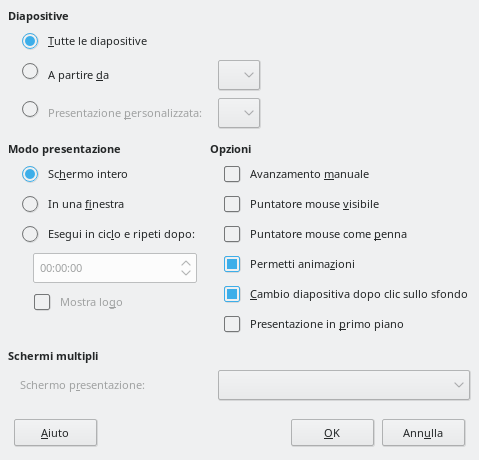 Diapositive
Tutte le diapositive
A partire da
Presentazione personalizzata:
Modo presentazione
Schermo intero
In una finestra
Esegui in ciclo e ripeti dopo:
00:00:00
Mostra logo
Opzioni
Avanzamento manuale
Puntatore mouse visibile
Puntatore mouse come penna
Permetti animazioni
Cambio diapositiva dopo clic sullo sfondo
Presentazione in primo piano
Schermi multipli
Schermo presentazione:
Aiuto OK Annulla